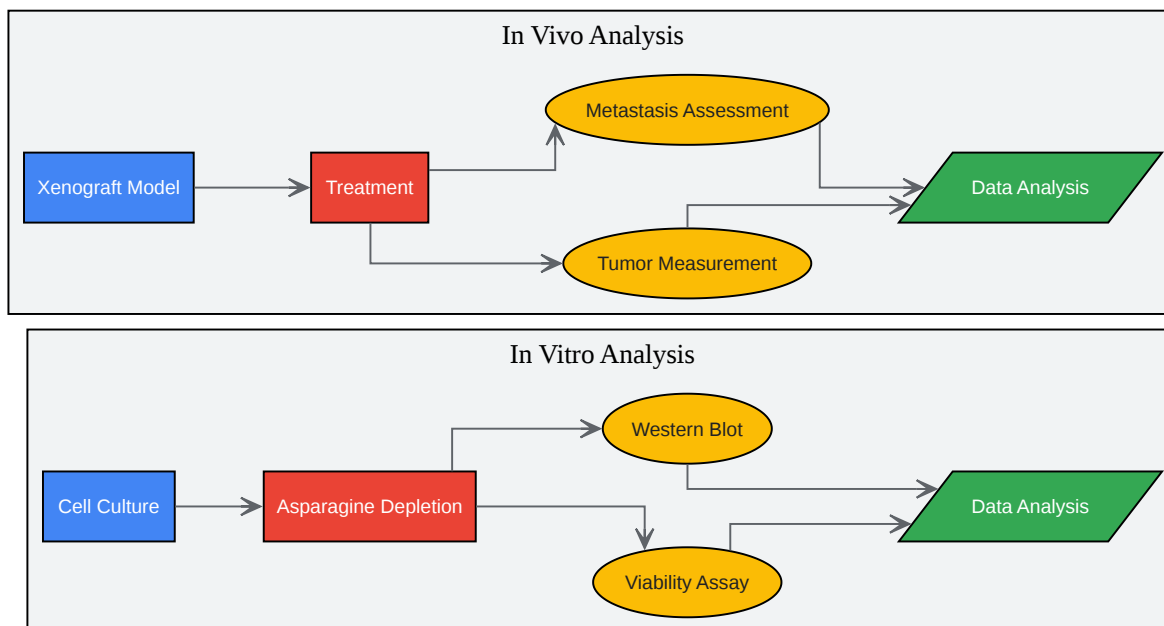 In Vivo Analysis
Metastasis Assessment
Xenograft Model
Treatment
Data Analysis
Tumor Measurement
In Vitro Analysis
Western Blot
Cell Culture
Asparagine Depletion
Data Analysis
Viability Assay